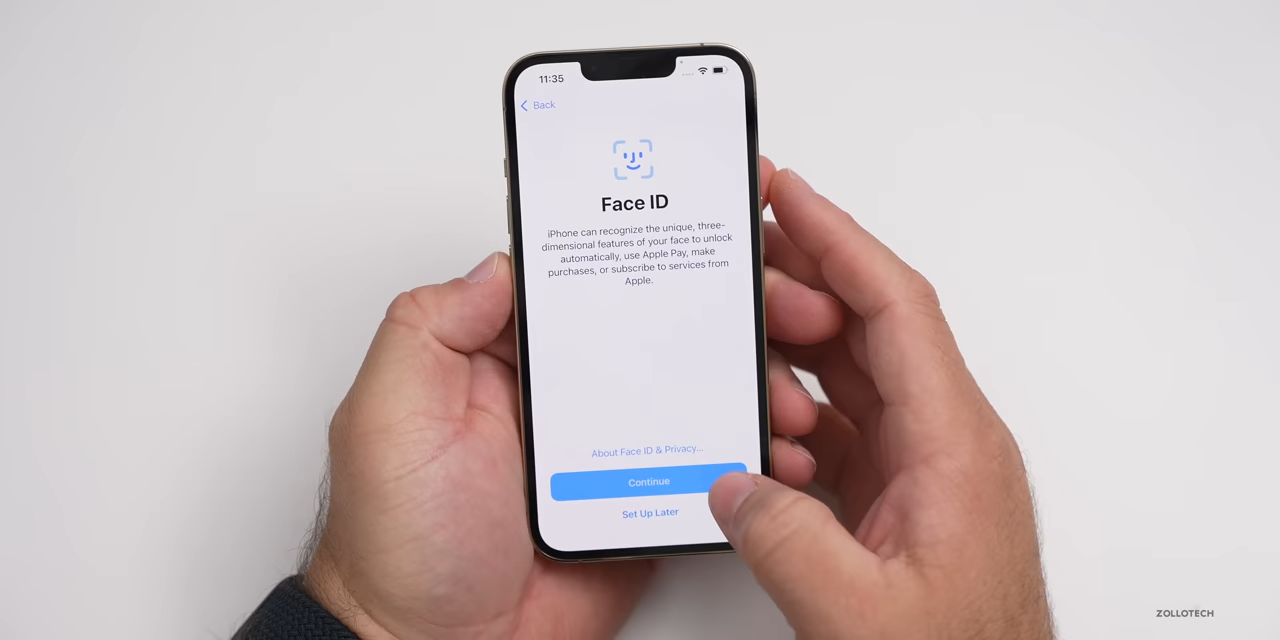 11:35
Back
Face ID
iPhone can recognize the unique, three-
dimensional features of your face to unlock
automatically, use Apple Pay, make
purchases, or subscribe to services from
Apple.
About Face ID & Privacy...
Continue
Set Up Later
ZOLLOTECH